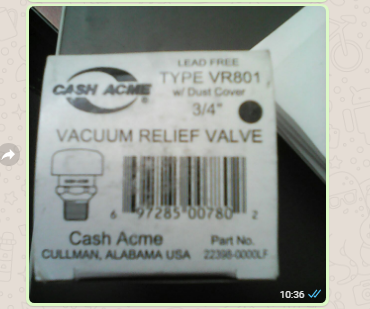 LEAD FREE
CASH ACME®
TYPE VR801
w/ Dust Cover
3/4"
VACUUM RELIEF VALVE
6 97285 00780 2
Cash Acme
Part No.
CULLMAN, ALABAMA USA
22398-0000LF
10:36